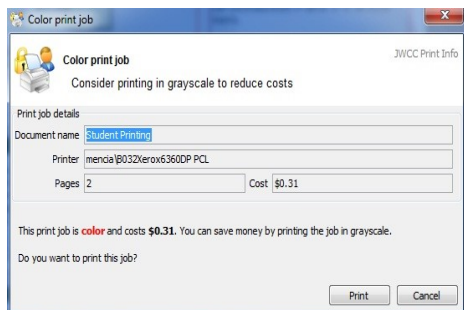 Color print job
Color print job
JWCC Print Info
Consider printing in grayscale to reduce costs
Print job details
Document name Student Printing
Printer mencia\B032Xerox6360DP PCL
Pages 2 Cost $0.31
This print job is color and costs $0.31. You can save money by printing the job in grayscale.
Do you want to print this job?
Print Cancel